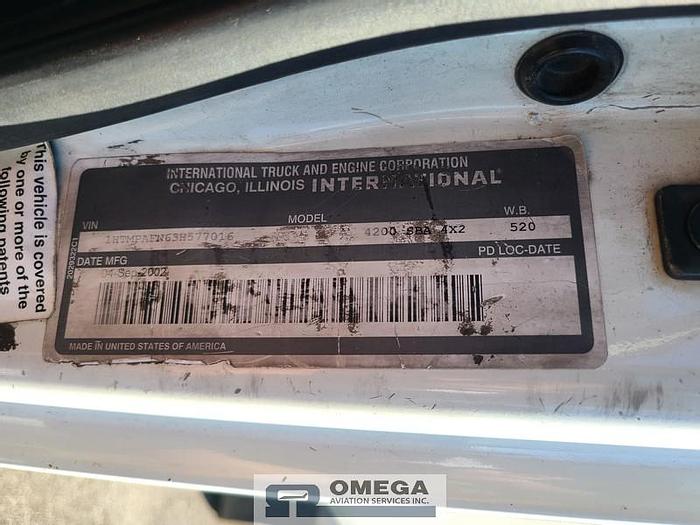 This vehicle is covered
by one or more of the
following patents
INTERNATIONAL TRUCK AND ENGINE CORPORATION
CHICAGO, ILLINOIS INTERNATIONAL®
VIN MODEL W.B.
1HTMPAFN63H577016 4200 SBA 4X2 520
DATE MFG PD LOC-DATE
04-Sep-2002
2029322C1
MADE IN UNITED STATES OF AMERICA
OMEGA
AVIATION SERVICES INC.